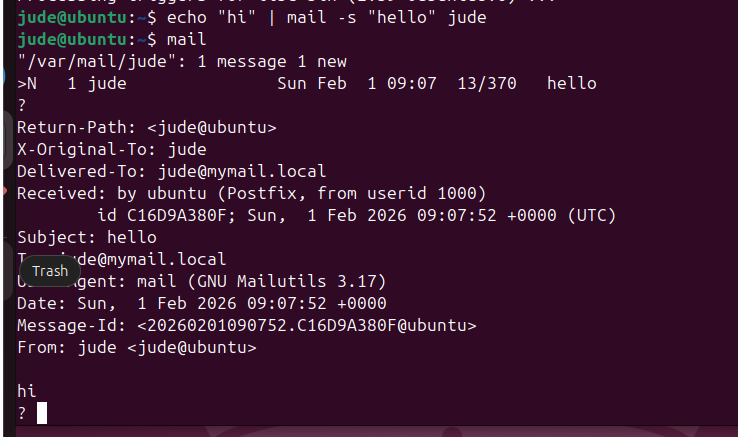 jude@ubuntu:~$ echo "hi" | mail -s "hello" jude
jude@ubuntu:~$ mail
"/var/mail/jude": 1 message 1 new
>N   1 jude               Sun Feb  1 09:07  13/370   hello
?
Return-Path: <jude@ubuntu>
X-Original-To: jude
Delivered-To: jude@mymail.local
Received: by ubuntu (Postfix, from userid 1000)
        id C16D9A380F; Sun,  1 Feb 2026 09:07:52 +0000 (UTC)
Subject: hello
jude@mymail.local
Trash
Agent: mail (GNU Mailutils 3.17)
Date: Sun,  1 Feb 2026 09:07:52 +0000
Message-Id: <20260201090752.C16D9A380F@ubuntu>
From: jude <jude@ubuntu>
hi
?